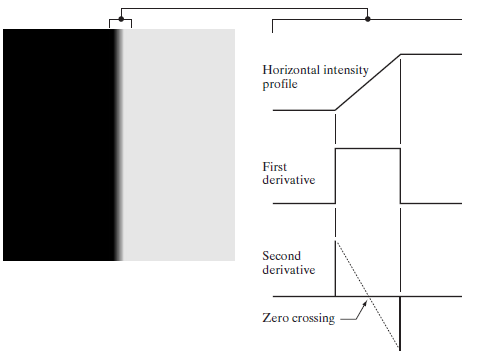 Horizontal intensity
profile
First
derivative
Second
derivative
Zero crossing